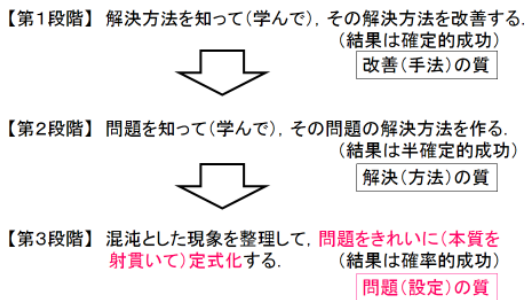 【第1段階】 解決方法を知って(学んで)，その解決方法を改善する．
(結果は確定的成功)
改善(手法)の質
【第2段階】 問題を知って(学んで)，その問題の解決方法を作る．
(結果は半確定的成功)
解決(方法)の質
【第3段階】 混沌とした現象を整理して，問題をきれいに(本質を
射貫いて)定式化する． (結果は確率的成功)
問題(設定)の質